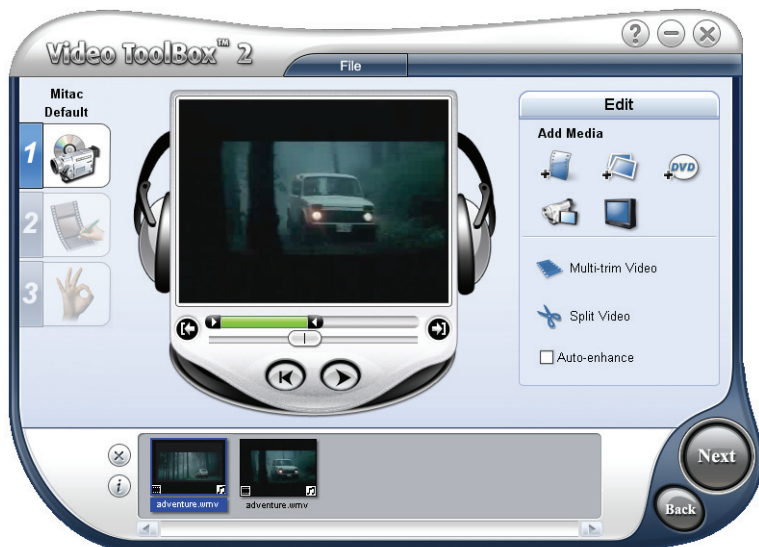 Video ToolBox™ 2
?
File
Mitac
Default
1
2
3
Edit
Add Media
DVD
Multi-trim Video
Split Video
Auto-enhance
i
adventure.wmv
adventure.wmv
Next
Back